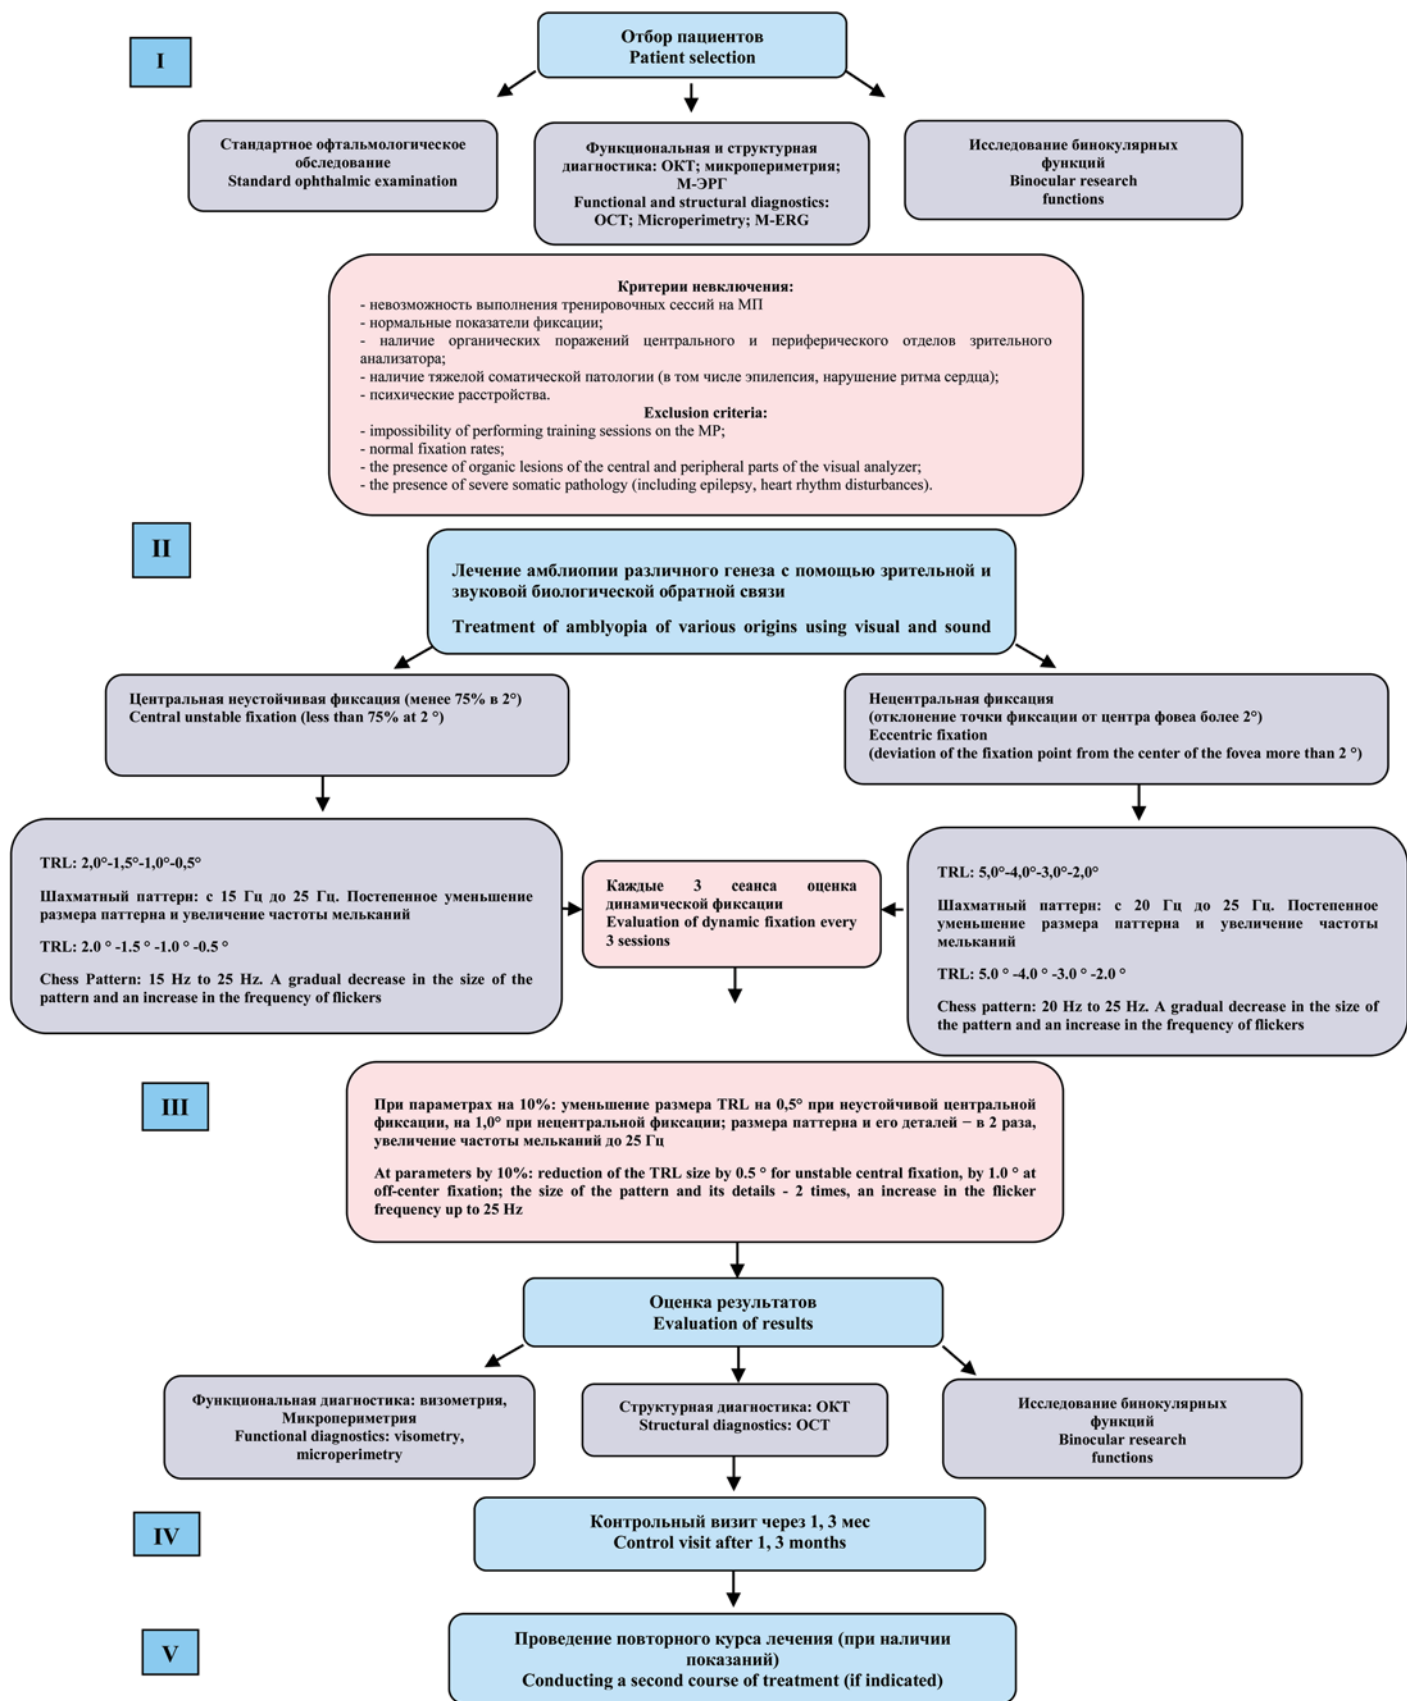 I
Отбор пациентов
Patient selection
Стандартное офтальмологическое
обследование
Standard ophthalmic examination
Функциональная и структурная
диагностика: ОКТ; микропериметрия;
М-ЭРГ
Functional and structural diagnostics:
OCT; Microperimetry; M-ERG
Исследование бинокулярных
функций
Binocular research
functions
Критерии невключения:
- невозможность выполнения тренировочных сессий на МП
- нормальные показатели фиксации;
- наличие органических поражений центрального и периферического отделов зрительного
анализатора;
- наличие тяжелой соматической патологии (в том числе эпилепсия, нарушение ритма сердца);
- психические расстройства.
Exclusion criteria:
- impossibility of performing training sessions on the MP;
- normal fixation rates;
- the presence of organic lesions of the central and peripheral parts of the visual analyzer;
- the presence of severe somatic pathology (including epilepsy, heart rhythm disturbances).
II
Лечение амблиопии различного генеза с помощью зрительной и
звуковой биологической обратной связи
Treatment of amblyopia of various origins using visual and sound
Центральная неустойчивая фиксация (менее 75% в 2°)
Central unstable fixation (less than 75% at 2 °)
Нецентральная фиксация
(отклонение точки фиксации от центра фовеа более 2°)
Eccentric fixation
(deviation of the fixation point from the center of the fovea more than 2 °)
TRL: 2,0°-1,5°-1,0°-0,5°
Шахматный паттерн: с 15 Гц до 25 Гц. Постепенное уменьшение
размера паттерна и увеличение частоты мельканий
TRL: 2.0 ° -1.5 ° -1.0 ° -0.5 °
Chess Pattern: 15 Hz to 25 Hz. A gradual decrease in the size of the
pattern and an increase in the frequency of flickers
Каждые 3 сеанса оценка
динамической фиксации
Evaluation of dynamic fixation every
3 sessions
TRL: 5,0°-4,0°-3,0°-2,0°
Шахматный паттерн: с 20 Гц до 25 Гц. Постепенное
уменьшение размера паттерна и увеличение частоты
мельканий
TRL: 5.0 ° -4.0 ° -3.0 ° -2.0 °
Chess pattern: 20 Hz to 25 Hz. A gradual decrease in the size of
the pattern and an increase in the frequency of flickers
III
При параметрах на 10%: уменьшение размера TRL на 0,5° при неустойчивой центральной
фиксации, на 1,0° при нецентральной фиксации; размера паттерна и его деталей − в 2 раза,
увеличение частоты мельканий до 25 Гц
At parameters by 10%: reduction of the TRL size by 0.5 ° for unstable central fixation, by 1.0 ° at
off-center fixation; the size of the pattern and its details - 2 times, an increase in the flicker
frequency up to 25 Hz
Оценка результатов
Evaluation of results
Функциональная диагностика: визометрия,
Микропериметрия
Functional diagnostics: visometry,
microperimetry
Структурная диагностика: ОКТ
Structural diagnostics: OCT
Исследование бинокулярных
функций
Binocular research
functions
IV
Контрольный визит через 1, 3 мес
Control visit after 1, 3 months
V
Проведение повторного курса лечения (при наличии
показаний)
Conducting a second course of treatment (if indicated)